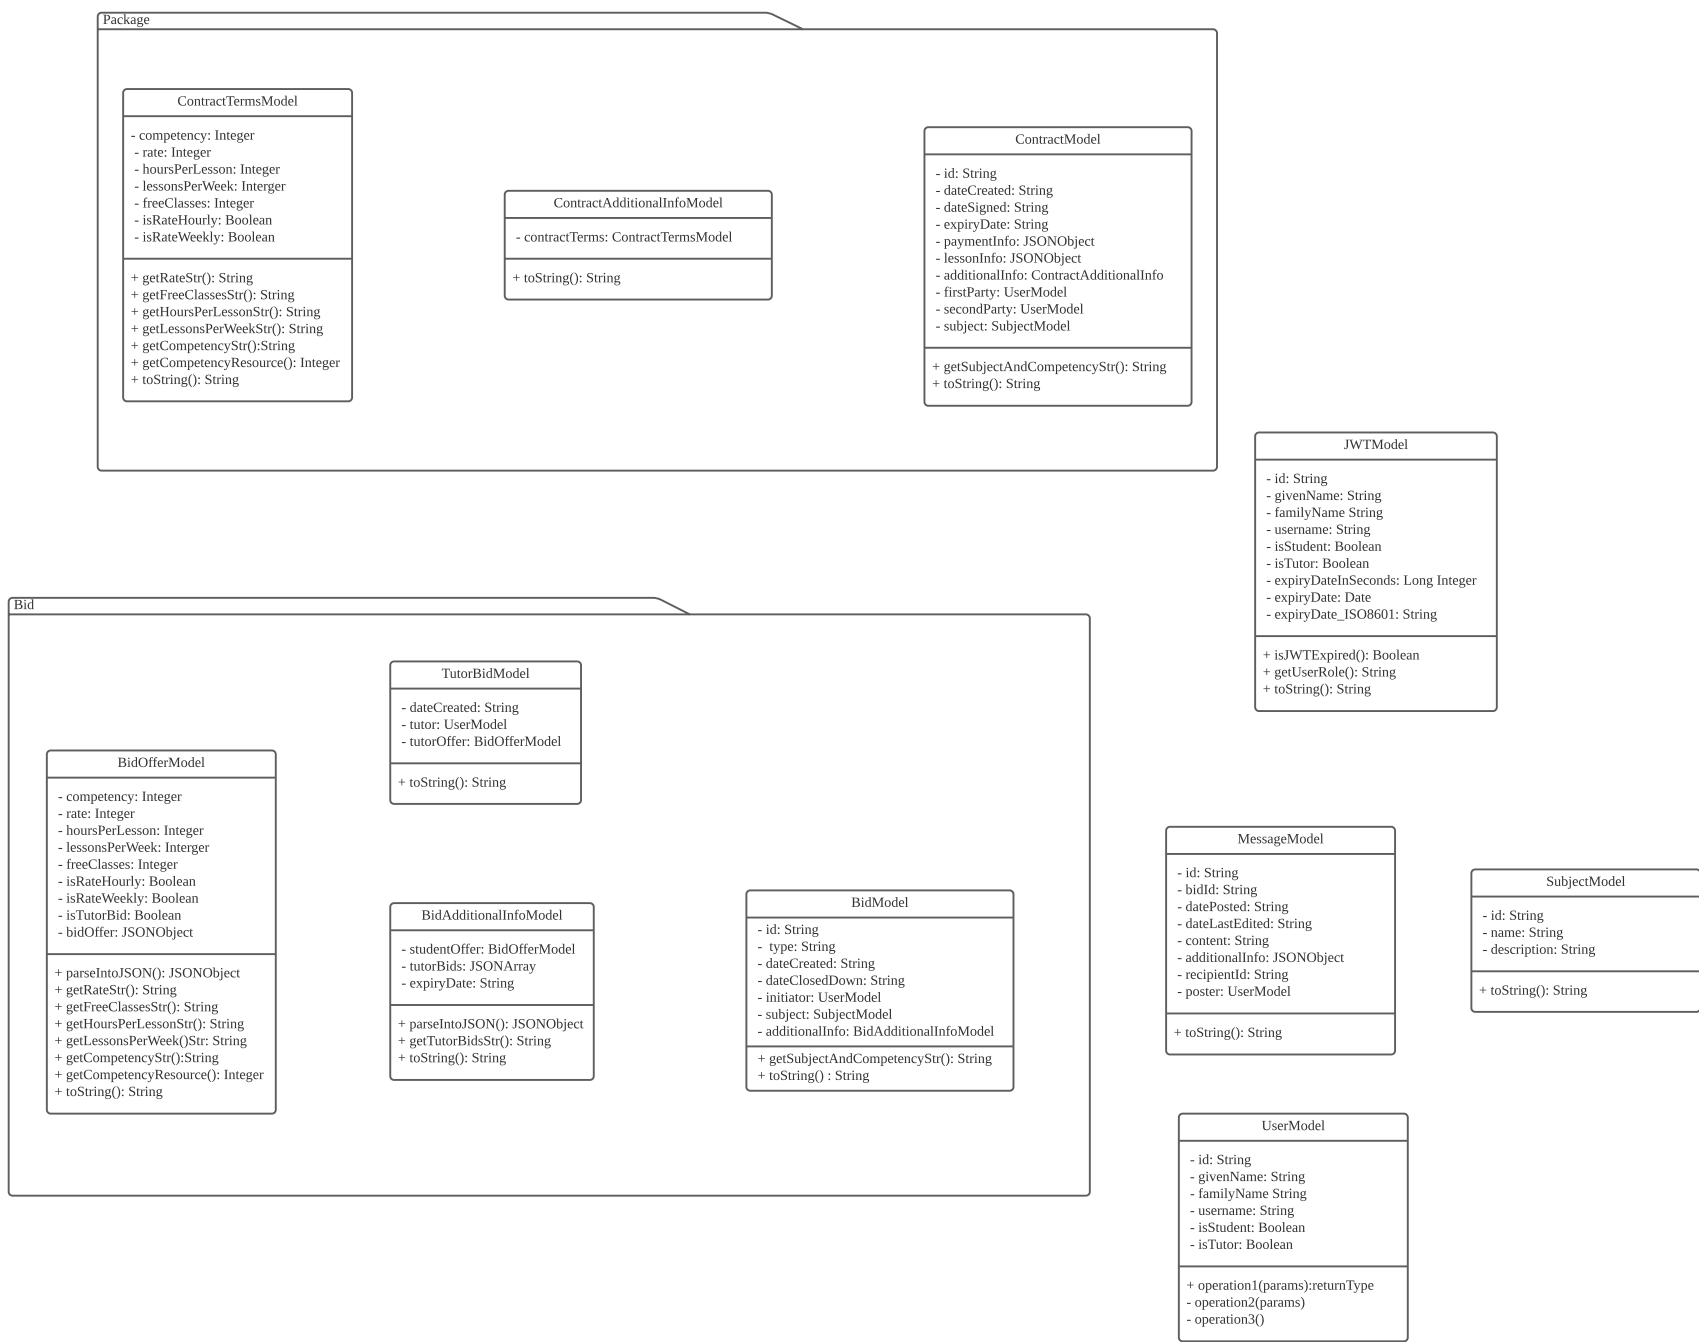 Package
ContractTermsModel
- competency: Integer
- rate: Integer
- hoursPerLesson: Integer
- lessonsPerWeek: Interger
- freeClasses: Integer
- isRateHourly: Boolean
- isRateWeekly: Boolean
+ getRateStr(): String
+ getFreeClassesStr(): String
+ getHoursPerLessonStr(): String
+ getLessonsPerWeekStr(): String
+ getCompetencyStr():String
+ getCompetencyResource(): Integer
+ toString(): String
ContractAdditionalInfoModel
- contractTerms: ContractTermsModel
+ toString(): String
ContractModel
- id: String
- dateCreated: String
- dateSigned: String
- expiryDate: String
- paymentInfo: JSONObject
- lessonInfo: JSONObject
- additionalInfo: ContractAdditionalInfo
- firstParty: UserModel
- secondParty: UserModel
- subject: SubjectModel
+ getSubjectAndCompetencyStr(): String
+ toString(): String
JWTModel
- id: String
- givenName: String
- familyName String
- username: String
- isStudent: Boolean
- isTutor: Boolean
- expiryDateInSeconds: Long Integer
- expiryDate: Date
- expiryDate_ISO8601: String
+ isJWTExpired(): Boolean
+ getUserRole(): String
+ toString(): String
Bid
TutorBidModel
- dateCreated: String
- tutor: UserModel
- tutorOffer: BidOfferModel
+ toString(): String
BidOfferModel
- competency: Integer
- rate: Integer
- hoursPerLesson: Integer
- lessonsPerWeek: Interger
- freeClasses: Integer
- isRateHourly: Boolean
- isRateWeekly: Boolean
- isTutorBid: Boolean
- bidOffer: JSONObject
+ parseIntoJSON(): JSONObject
+ getRateStr(): String
+ getFreeClassesStr(): String
+ getHoursPerLessonStr(): String
+ getLessonsPerWeek()Str: String
+ getCompetencyStr():String
+ getCompetencyResource(): Integer
+ toString(): String
BidAdditionalInfoModel
- studentOffer: BidOfferModel
- tutorBids: JSONArray
- expiryDate: String
+ parseIntoJSON(): JSONObject
+ getTutorBidsStr(): String
+ toString(): String
BidModel
- id: String
- type: String
- dateCreated: String
- dateClosedDown: String
- initiator: UserModel
- subject: SubjectModel
- additionalInfo: BidAdditionalInfoModel
+ getSubjectAndCompetencyStr(): String
+ toString() : String
MessageModel
- id: String
- bidId: String
- datePosted: String
- dateLastEdited: String
- content: String
- additionalInfo: JSONObject
- recipientId: String
- poster: UserModel
+ toString(): String
SubjectModel
- id: String
- name: String
- description: String
+ toString(): String
UserModel
- id: String
- givenName: String
- familyName String
- username: String
- isStudent: Boolean
- isTutor: Boolean
+ operation1(params):returnType
- operation2(params)
- operation3()